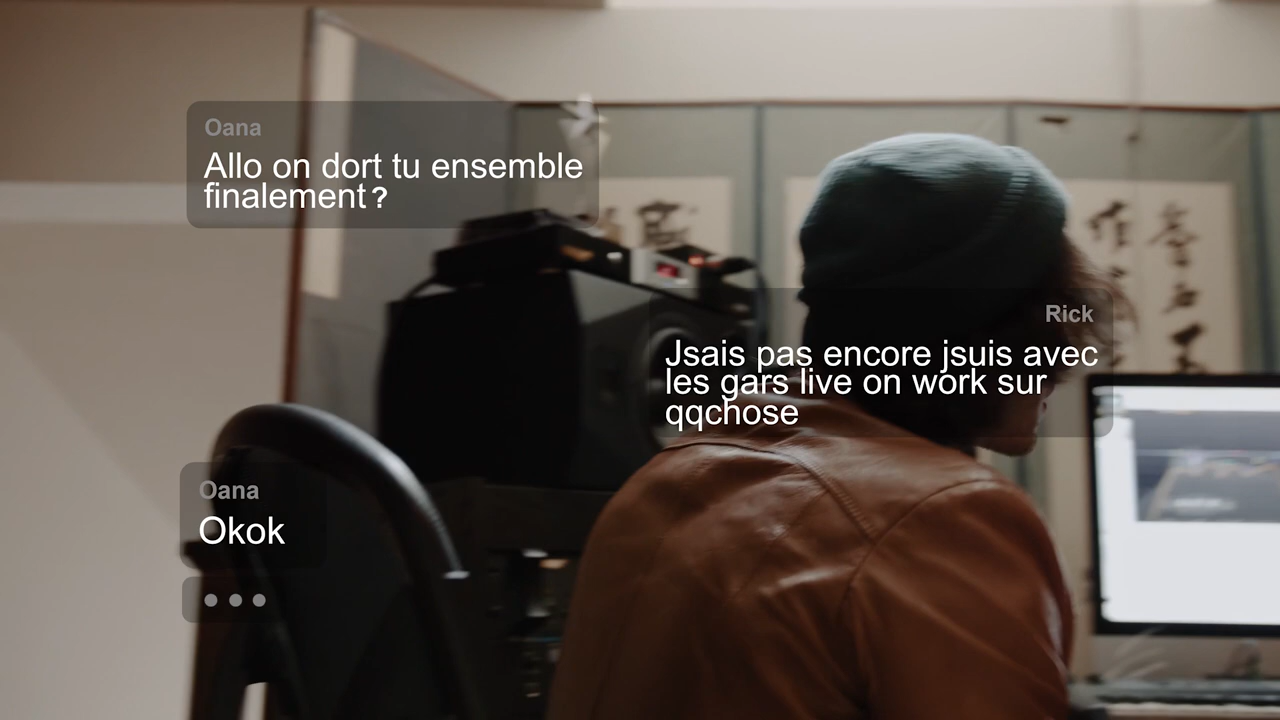 Oana
Allo on dort tu ensemble
finalement?
Rick
Jsais pas encore jsuis avec
les gars live on work sur
qqchose
Oana
Okok